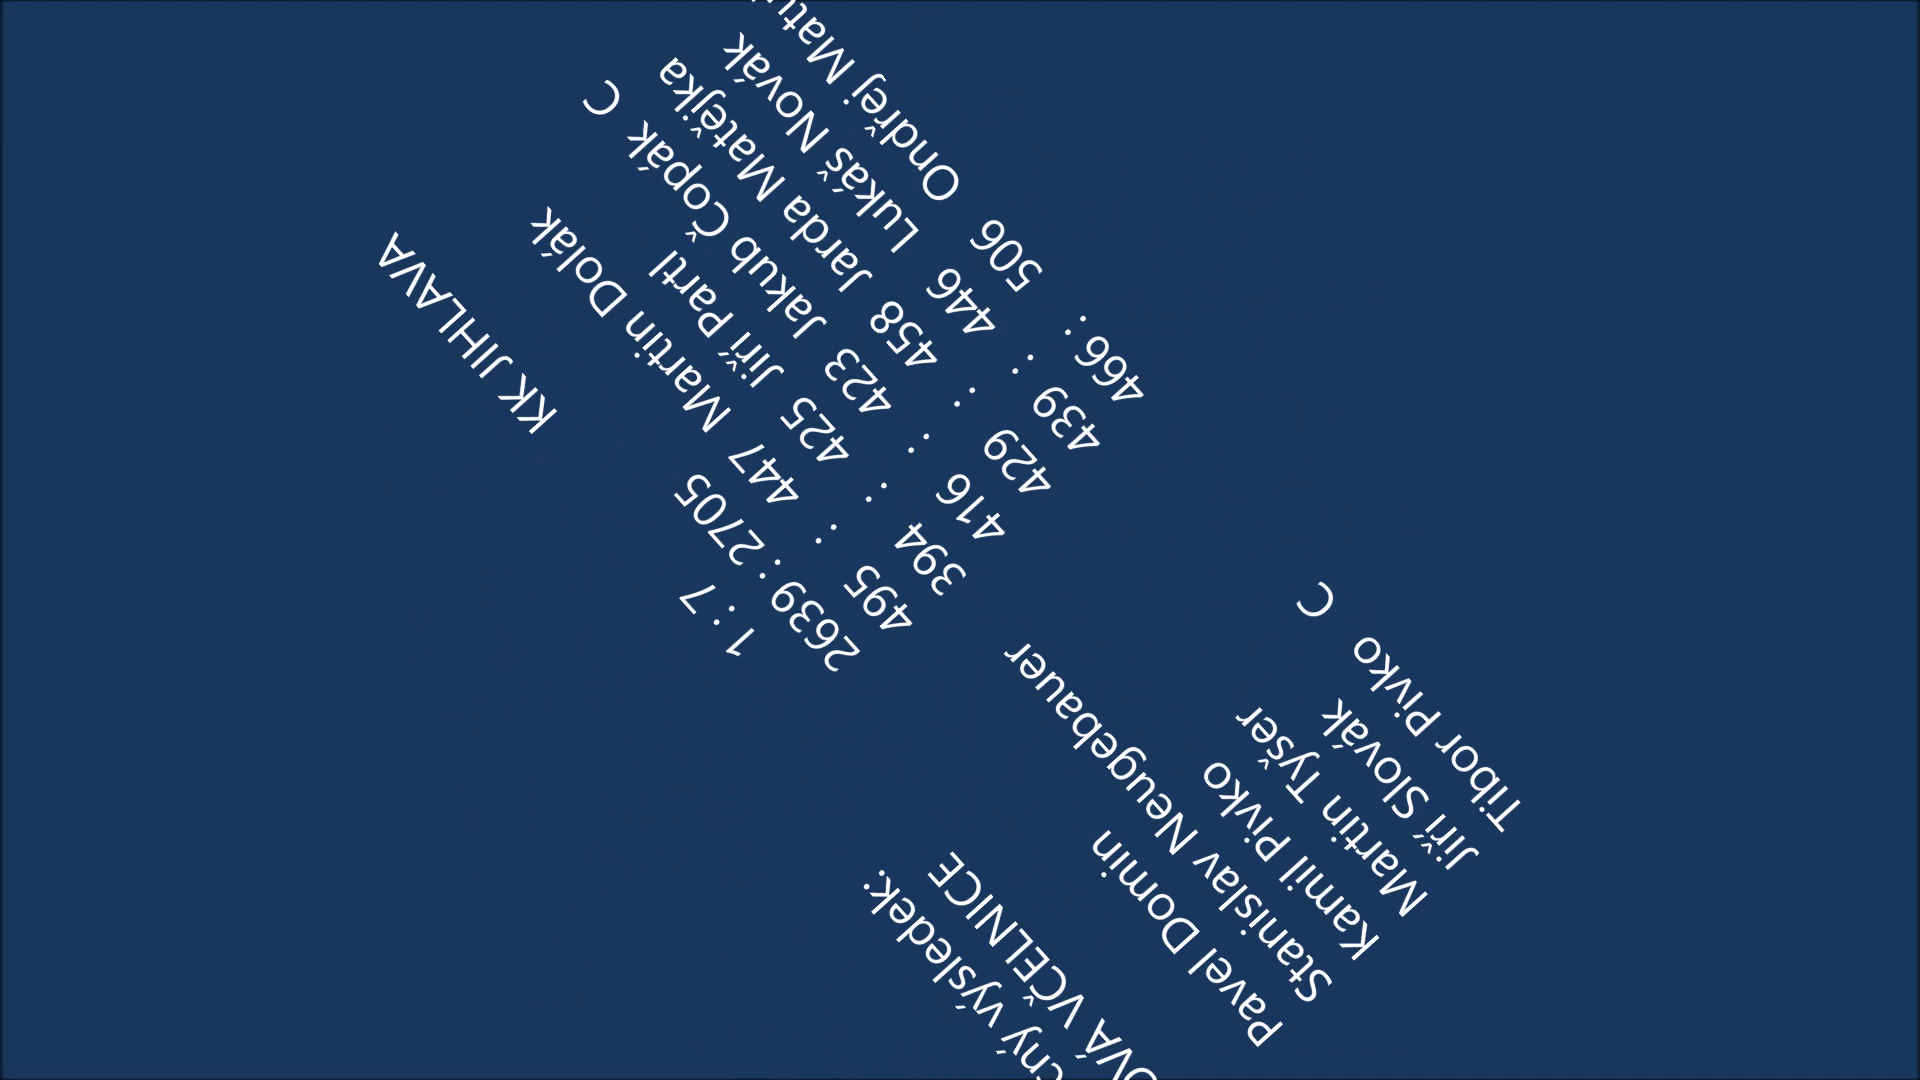 cný výsledek:
OVÁ VČELNICE 1 : 7 KK JIHLAVA
2639 : 2705
Pavel Domin 495 : 447 Martin Dolák
Stanislav Neugebauer 394 : 425 Jiří Partl
Kamil Pivko 416 : 423 Jakub Čopák C
Martin Tyšer 429 : 458 Jarda Matějka
Jiří Slovák 439 : 446 Lukáš Novák
Tibor Pivko C 466 : 506 Ondřej